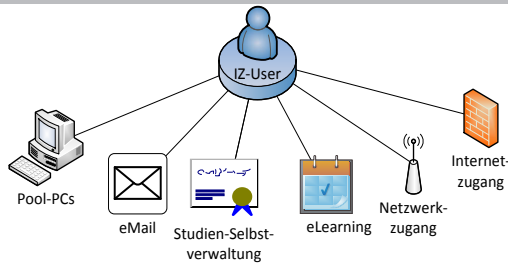 IZ-User
Pool-PCs
eMail
Studien-Selbst-
verwaltung
eLearning
Netzwerk-
zugang
Internet-
zugang